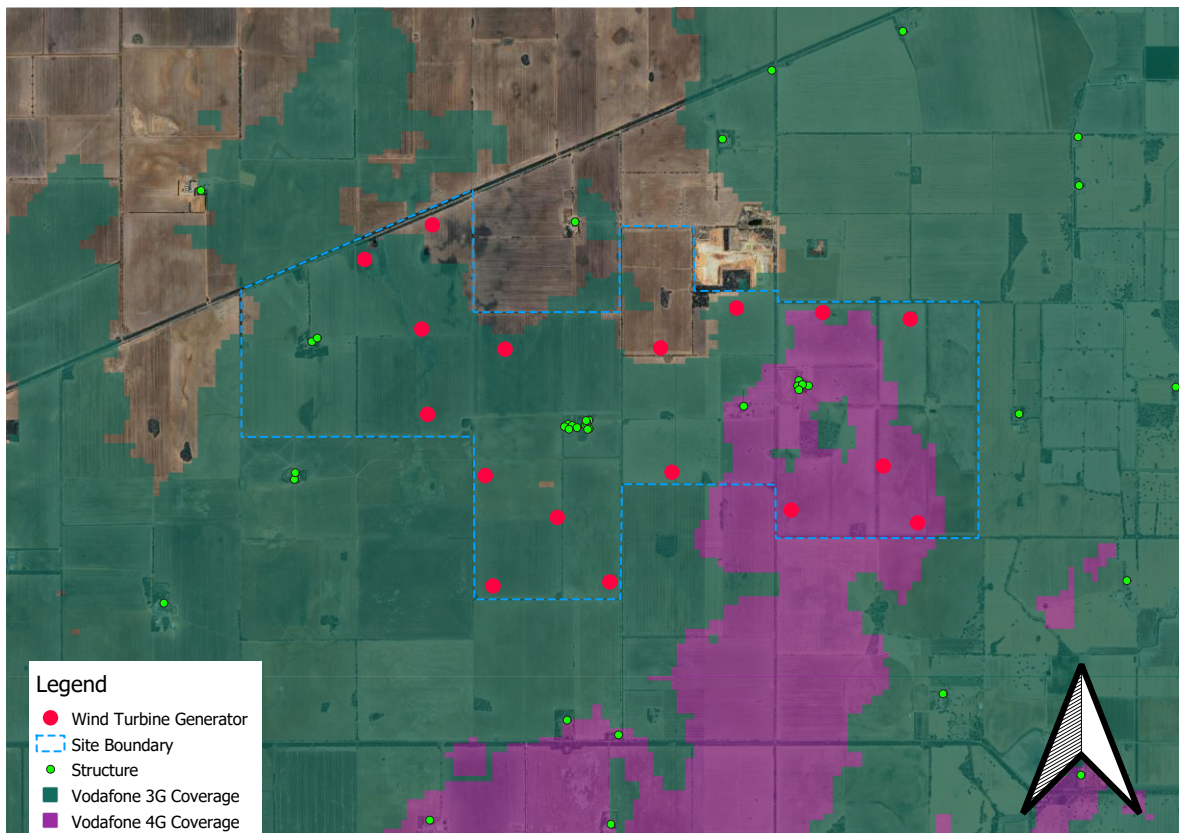 Legend
Wind Turbine Generator
Site Boundary
Structure
Vodafone 3G Coverage
Vodafone 4G Coverage